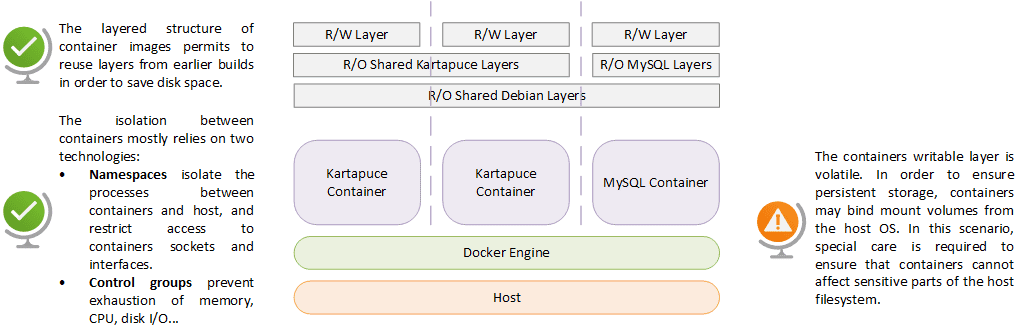 The layered structure of
container images permits to
reuse layers from earlier builds
in order to save disk space.
The isolation between
containers mostly relies on two
technologies:
• Namespaces isolate the
processes between
containers and host, and
restrict access to
containers sockets and
interfaces.
• Control groups prevent
exhaustion of memory,
CPU, disk I/O...
R/W Layer R/W Layer R/W Layer
R/O Shared Kartapuce Layers R/O MySQL Layers
R/O Shared Debian Layers
Kartapuce
Container
Kartapuce
Container
MySQL Container
Docker Engine
Host
The containers writable layer is
volatile. In order to ensure
persistent storage, containers
may bind mount volumes from
the host OS. In this scenario,
special care is required to
ensure that containers cannot
affect sensitive parts of the host
filesystem.